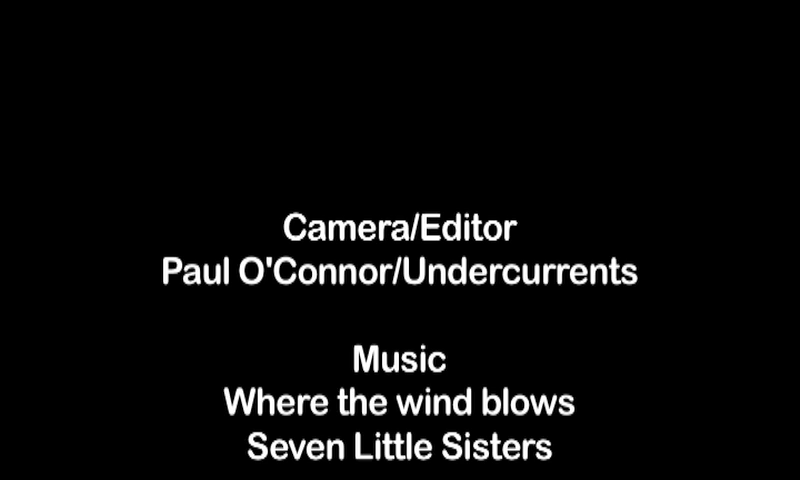 Camera/Editor
Paul O'Connor/Undercurrents
Music
Where the wind blows
Seven Little Sisters